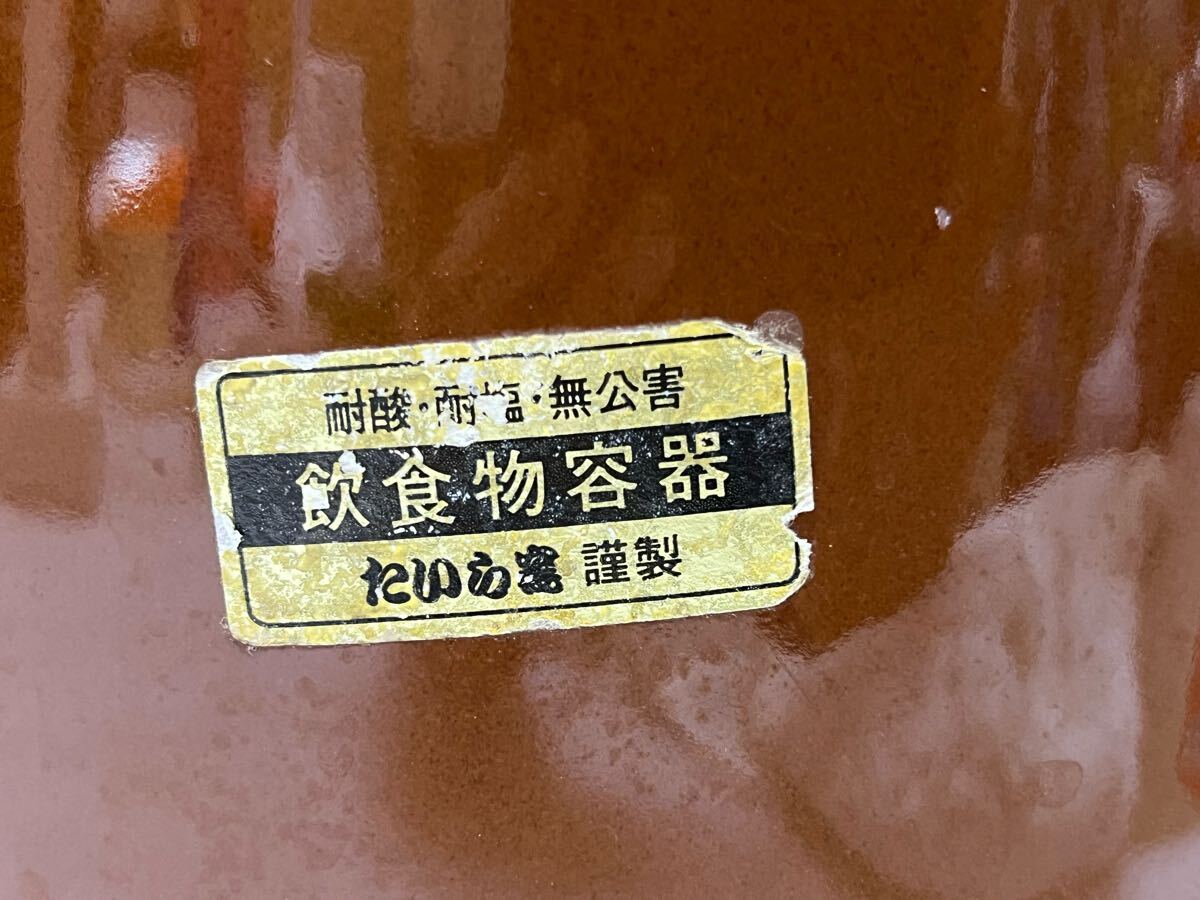 耐酸・耐塩・無公害
飲食物容器
たいら窯 謹製